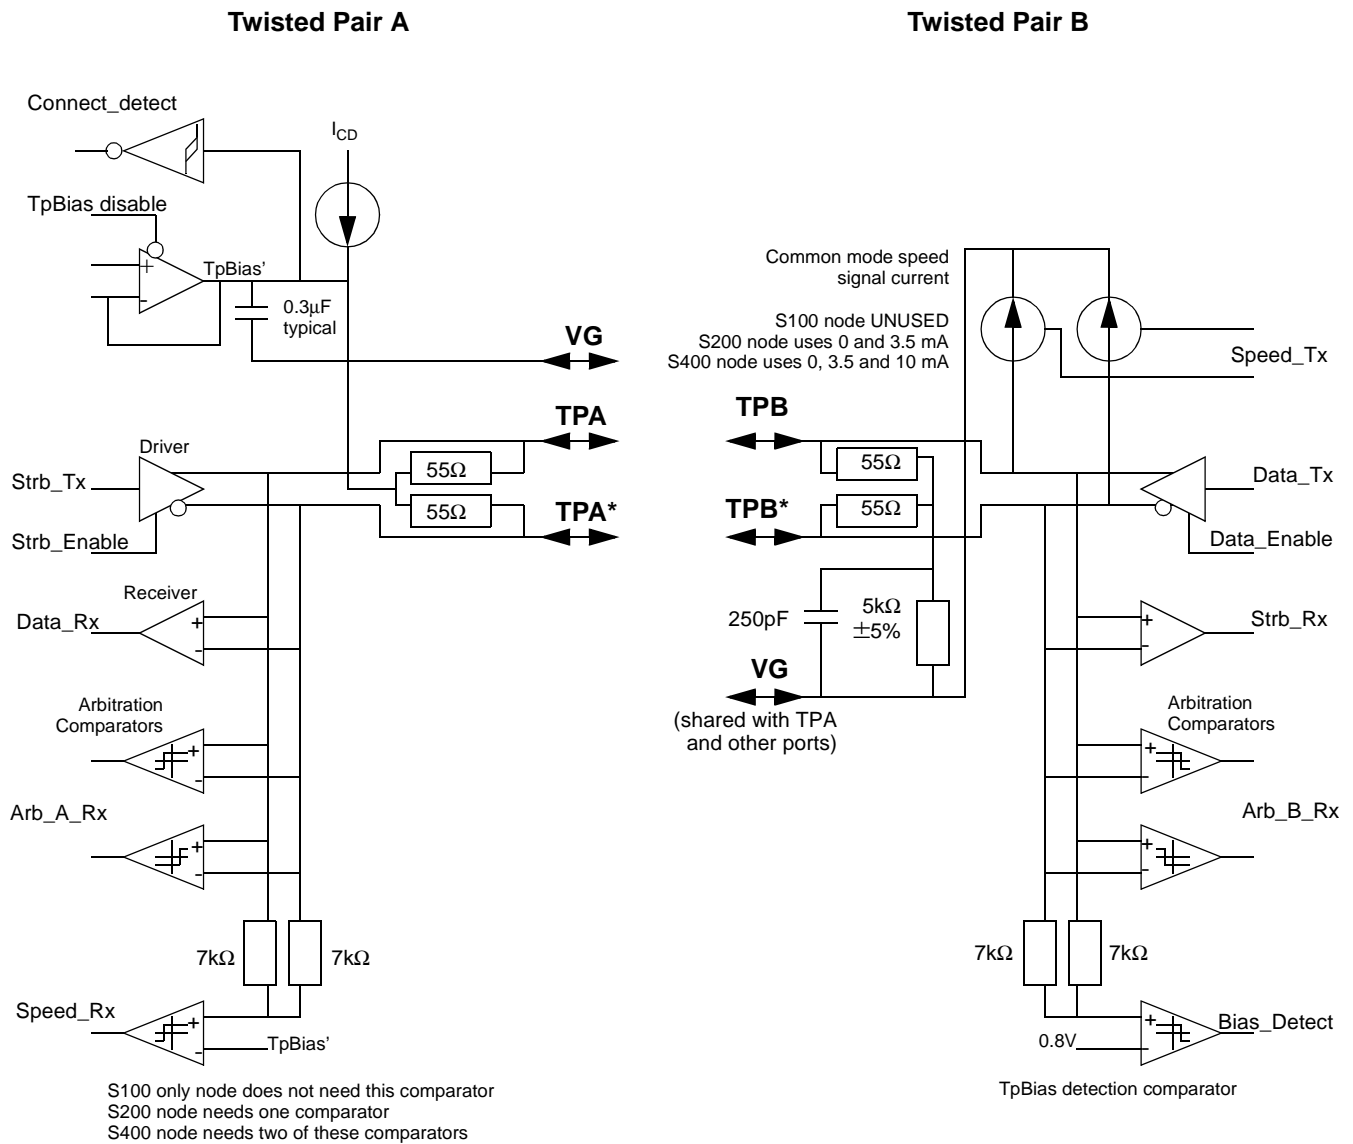 Twisted Pair A
Twisted Pair B
Connect_detect
I_CD
TpBias disable
+
-
TpBias’
0.3μF
typical
VG
TPA
Driver
55Ω
Strb_Tx
55Ω
TPA*
Strb_Enable
Receiver
Data_Rx
+
-
Arbitration
Comparators
+
-
Arb_A_Rx
+
-
7kΩ
7kΩ
Speed_Rx
+
-
TpBias’
S100 only node does not need this comparator
S200 node needs one comparator
S400 node needs two of these comparators
Common mode speed
signal current
S100 node UNUSED
S200 node uses 0 and 3.5 mA
S400 node uses 0, 3.5 and 10 mA
Speed_Tx
TPB
55Ω
Data_Tx
TPB*
55Ω
Data_Enable
250pF
5kΩ
±5%
+
-
Strb_Rx
VG
(shared with TPA
and other ports)
Arbitration
Comparators
+
-
Arb_B_Rx
+
-
7kΩ
7kΩ
+
-
Bias_Detect
0.8V
TpBias detection comparator